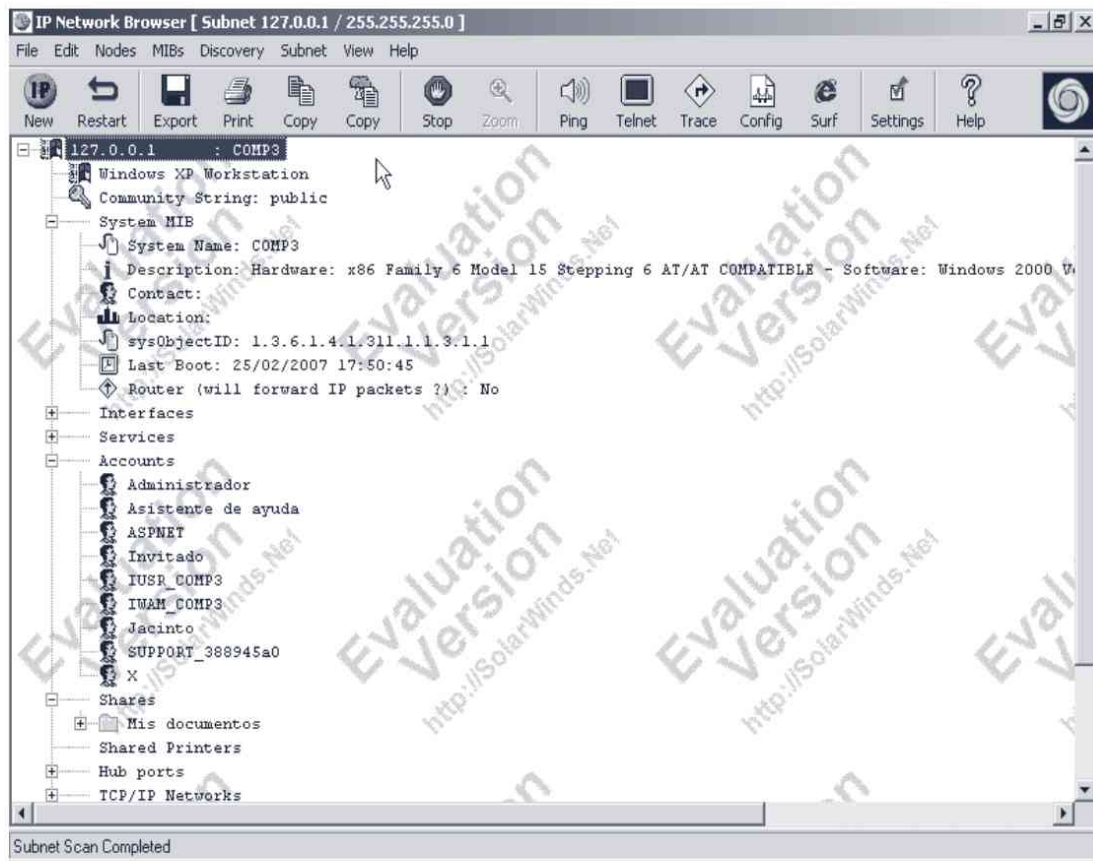 IP Network Browser [ Subnet 127.0.0.1 / 255.255.255.0 ]
File Edit Nodes MIBs Discovery Subnet View Help
IP
New Restart Export Print Copy Copy Stop Zoom Ping Telnet Trace Config Surf Settings Help
127.0.0.1 : COMP3
Windows XP Workstation
Community String: public
System MIB
System Name: COMP3
Description: Hardware: x86 Family 6 Model 15 Stepping 6 AT/AT COMPATIBLE - Software: Windows 2000
Contact:
Location:
sysObjectID: 1.3.6.1.4.1.311.1.1.3.1.1
Last Boot: 25/02/2007 17:50:45
Router (will forward IP packets ?) : No
Interfaces
Services
Accounts
Administrador
Asistente de ayuda
ASPNET
Invitado
IUSR_COMP3
IWAM_COMP3
Jacinto
SUPPORT_388945a0
X
Shares
Mis documentos
Shared Printers
Hub ports
TCP/IP Networks
Subnet Scan Completed
Evaluation Version
http://SolarWinds.Net